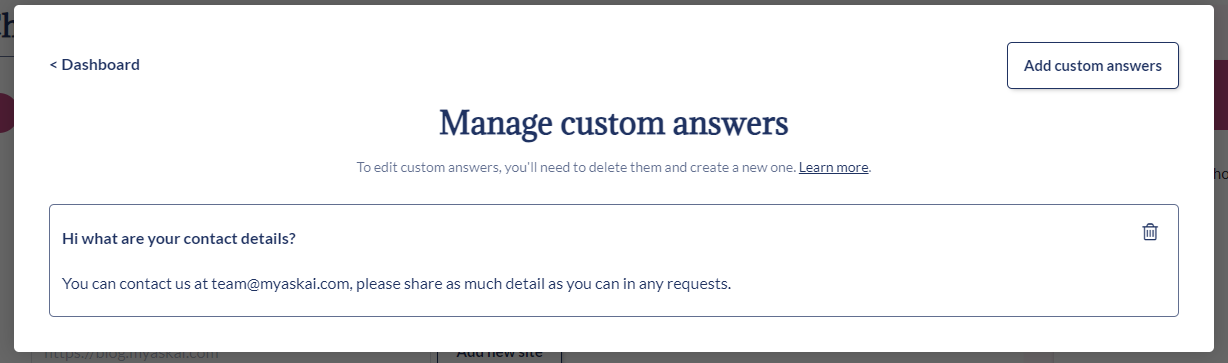 < Dashboard
Add custom answers
Manage custom answers
To edit custom answers, you'll need to delete them and create a new one. Learn more.
Hi what are your contact details?
You can contact us at team@myaskai.com, please share as much detail as you can in any requests.
https://blog.myaskai.com
Add new site